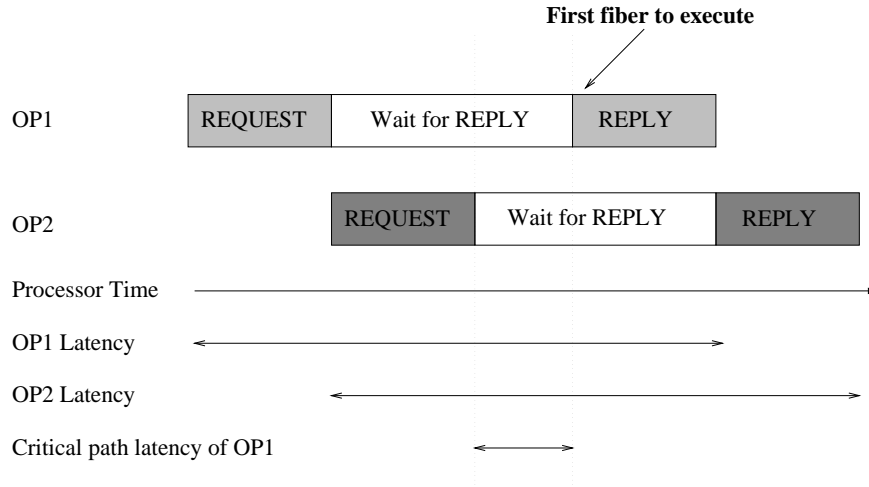 First fiber to execute
OP1 REQUEST Wait for REPLY REPLY
OP2 REQUEST Wait for REPLY REPLY
Processor Time
OP1 Latency
OP2 Latency
Critical path latency of OP1